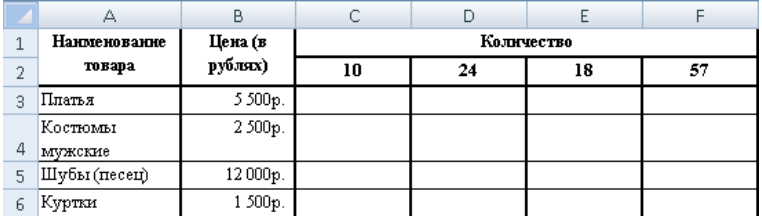 A B C D E F
1 Наименование Цена (в Количество
2 товара рублях) 10 24 18 57
3 Платья 5 500р.
Костюмы 2 500р.
4 мужские
5 Шубы (песец) 12 000р.
6 Куртки 1 500р.